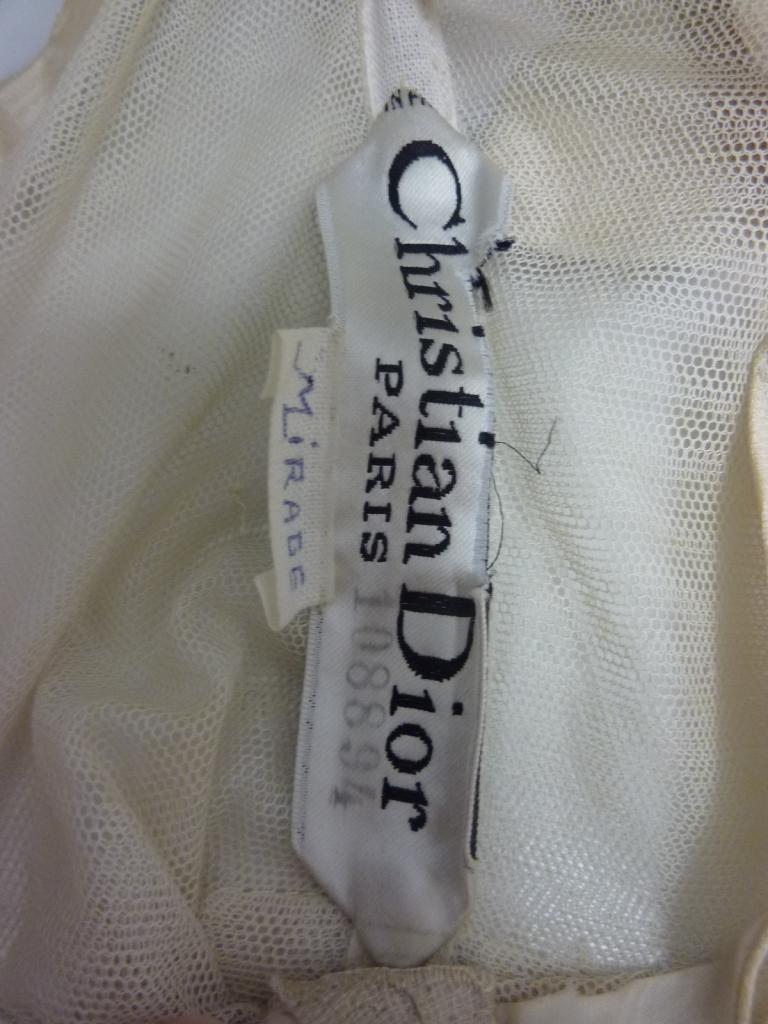 Christian Dior
PARIS
108894
MIRAGE